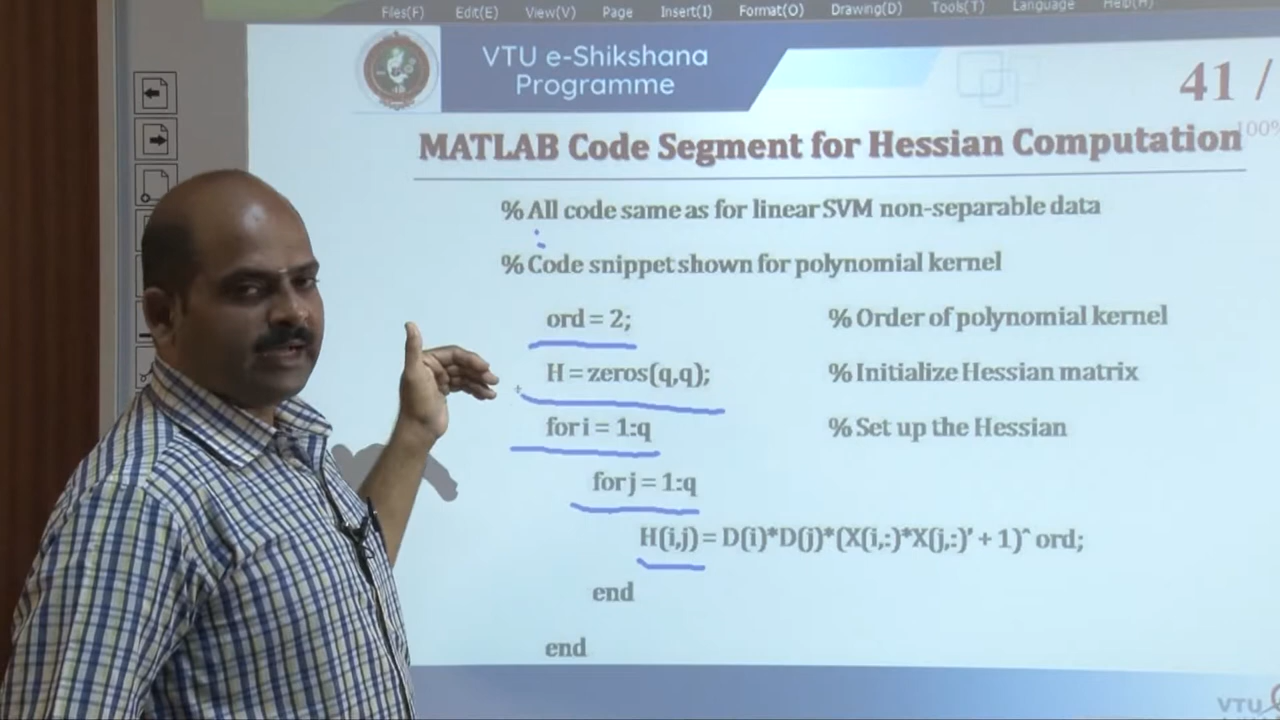 Files(F) Edit(E) View(V) Page Insert(I) Format(O) Drawing(D) Tools(T) Language Help(H)
VTU e-Shikshana
Programme
41 /
100%
MATLAB Code Segment for Hessian Computation
% All code same as for linear SVM non-separable data
% Code snippet shown for polynomial kernel
ord = 2; % Order of polynomial kernel
H = zeros(q,q); % Initialize Hessian matrix
for i = 1:q % Set up the Hessian
for j = 1:q
H(i,j) = D(i)*D(j)*(X(i,:)*X(j,:)' + 1)^ ord;
end
end
VTU